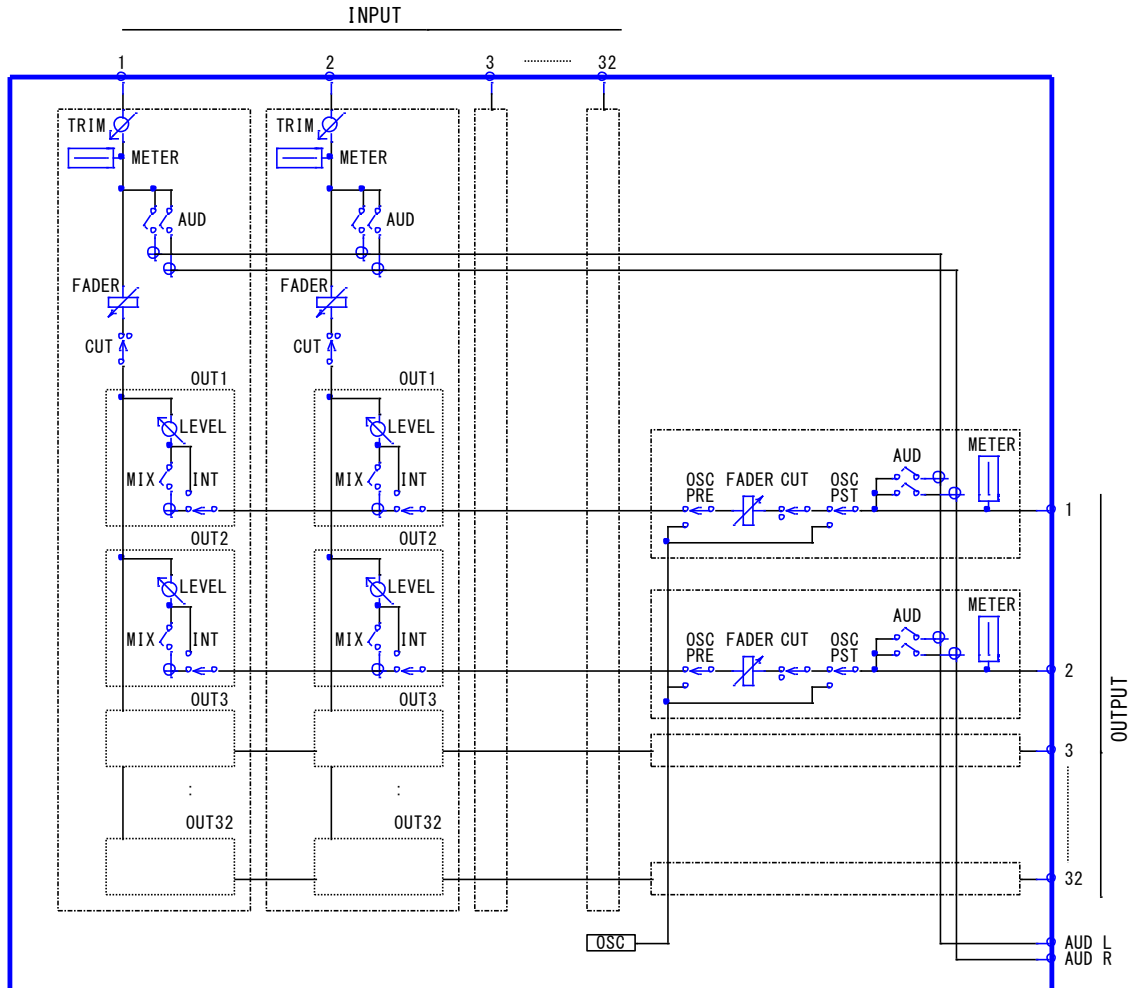 INPUT
1 2 3 32
TRIM TRIM
METER METER
AUD AUD
FADER FADER
CUT CUT
OUT1 OUT1
LEVEL LEVEL
MIX INT MIX INT
OUT2 OUT2
LEVEL LEVEL
MIX INT MIX INT
OUT3 OUT3
: :
OUT32 OUT32
OSC PRE FADER CUT OSC PST AUD METER
1
OSC PRE FADER CUT OSC PST AUD METER
2
3
32
OUTPUT
OSC
AUD L
AUD R